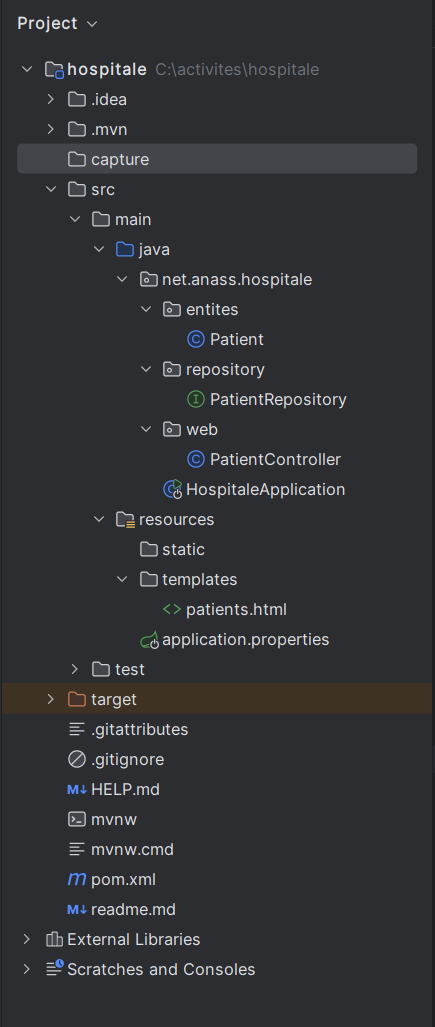 Project
hospitale C:\activites\hospitale
.idea
.mvn
capture
src
main
java
net.anass.hospitale
entites
C Patient
repository
I PatientRepository
web
C PatientController
C HospitaleApplication
resources
static
templates
<> patients.html
application.properties
test
target
.gitattributes
.gitignore
M↓ HELP.md
mvnw
mvnw.cmd
m pom.xml
M↓ readme.md
External Libraries
Scratches and Consoles